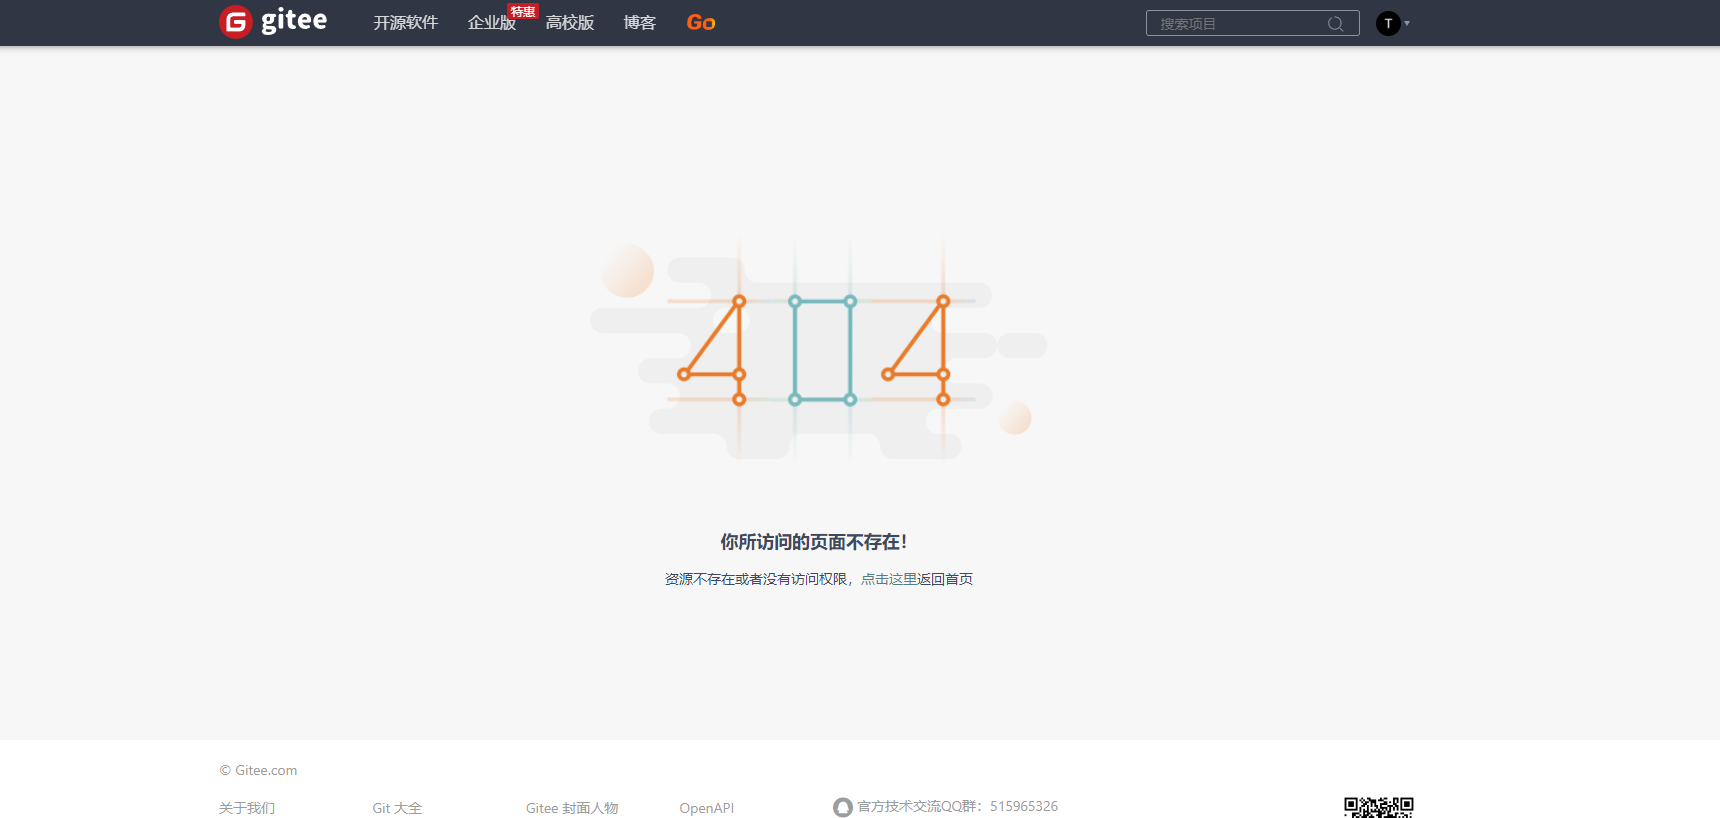 gitee
开源软件 企业版 特惠 高校版 博客 Go 搜索项目 T
404
你所访问的页面不存在！
资源不存在或者没有访问权限，点击这里返回首页
© Gitee.com
关于我们 Git 大全 Gitee 封面人物 OpenAPI 官方技术交流QQ群：515965326